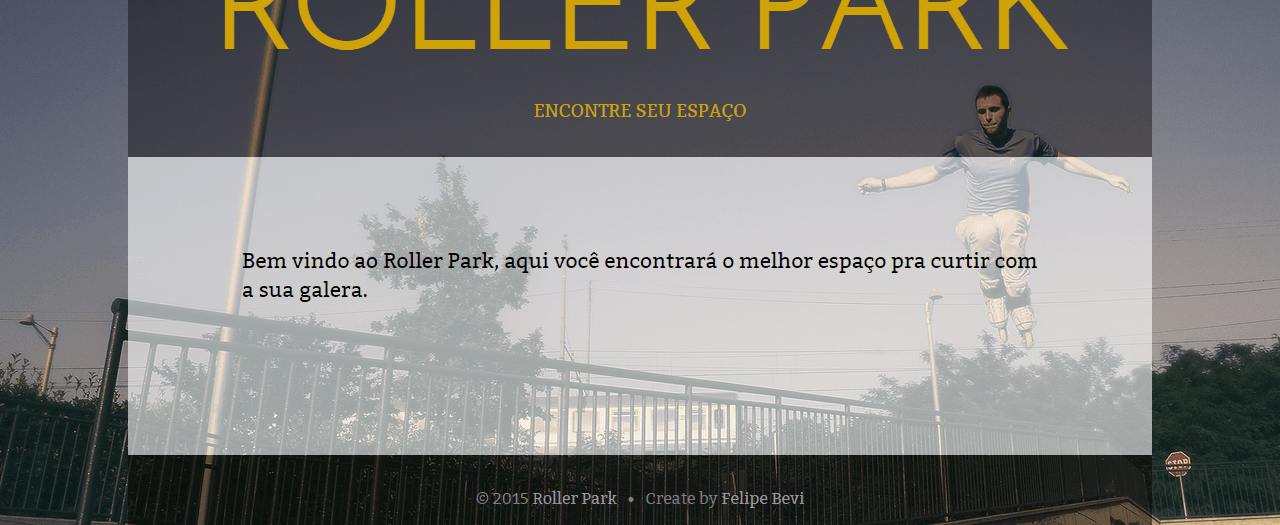 ROLLER PARK
ENCONTRE SEU ESPAÇO
Bem vindo ao Roller Park, aqui você encontrará o melhor espaço pra curtir com
a sua galera.
STOP
© 2015 Roller Park • Create by Felipe Bevi